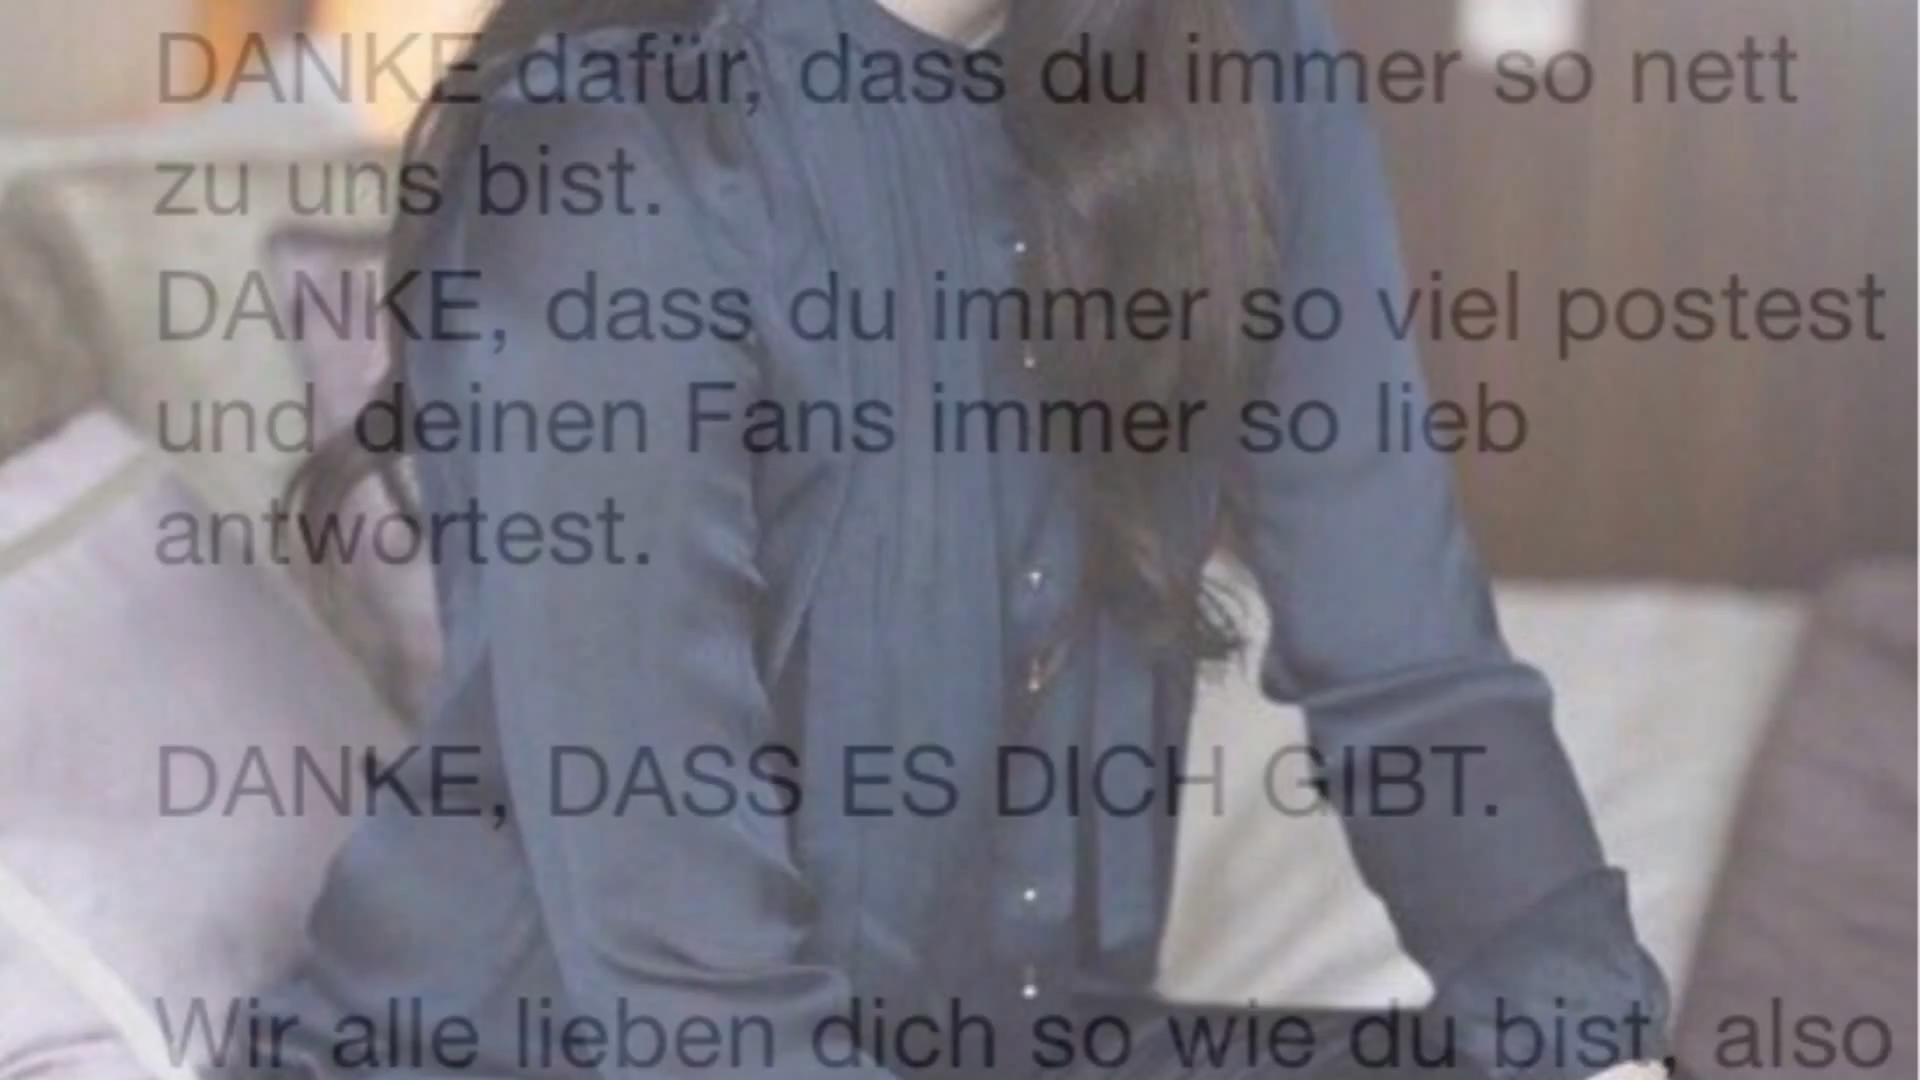 DANKE dafür, dass du immer so nett
zu uns bist.
DANKE, dass du immer so viel postest
und deinen Fans immer so lieb
antwortest.
DANKE, DASS ES DICH GIBT.
Wir alle lieben dich so wie du bist, also